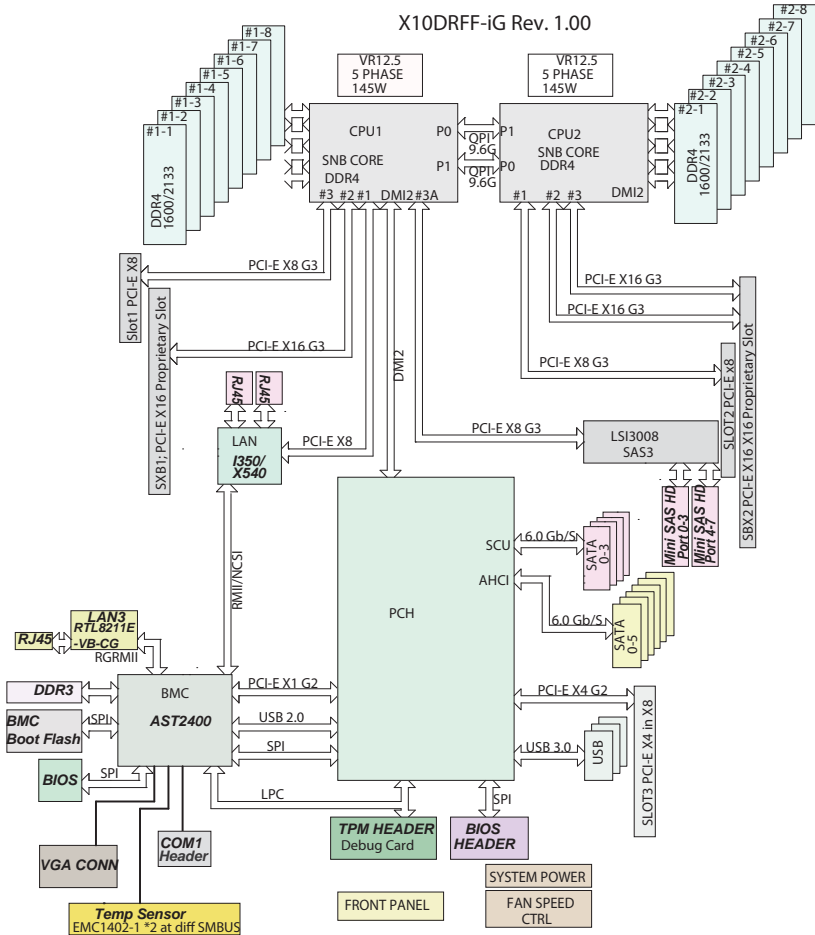 X10DRFF-iG Rev. 1.00
#1-8
#1-7
#1-6
#1-5
#1-4
#1-3
#1-2
#1-1
DDR4
1600/2133
VR12.5
5 PHASE
145W
VR12.5
5 PHASE
145W
#2-8
#2-7
#2-6
#2-5
#2-4
#2-3
#2-2
#2-1
DDR4
1600/2133
CPU1
P0
P1
SNB CORE
DDR4
#3 #2 #1 DMI2 #3A
QPI
9.6G
QPI
9.6G
P1
P0
CPU2
SNB CORE
DDR4
#1 #2 #3 DMI2
Slot1 PCI-E X8
PCI-E X8 G3
SXB1; PCI-E X16 Proprietary Slot
PCI-E X16 G3
DMI2
PCI-E X16 G3
PCI-E X16 G3
PCI-E X8 G3
SLOT2 PCI-E x8
SBX2 PCI-E X16 X16 Proprietary Slot
RJ45
RJ45
LAN
I350/
X540
PCI-E X8
PCI-E X8 G3
LSI3008
SAS3
Mini SAS HD
Port 0-3
Mini SAS HD
Port 4-7
RMII/NCSI
PCH
SCU
6.0 Gb/S
SATA
0-3
AHCI
6.0 Gb/S
SATA
0-5
LAN3
RTL8211E
-VB-CG
RJ45
RGRMII
DDR3
BMC
AST2400
BMC
Boot Flash
SPI
BIOS
SPI
PCI-E X1 G2
USB 2.0
SPI
LPC
PCI-E X4 G2
SLOT3 PCI-E X4 in X8
USB 3.0
USB
SPI
TPM HEADER
Debug Card
BIOS
HEADER
COM1
Header
VGA CONN
Temp Sensor
EMC1402-1 *2 at diff SMBUS
FRONT PANEL
SYSTEM POWER
FAN SPEED
CTRL